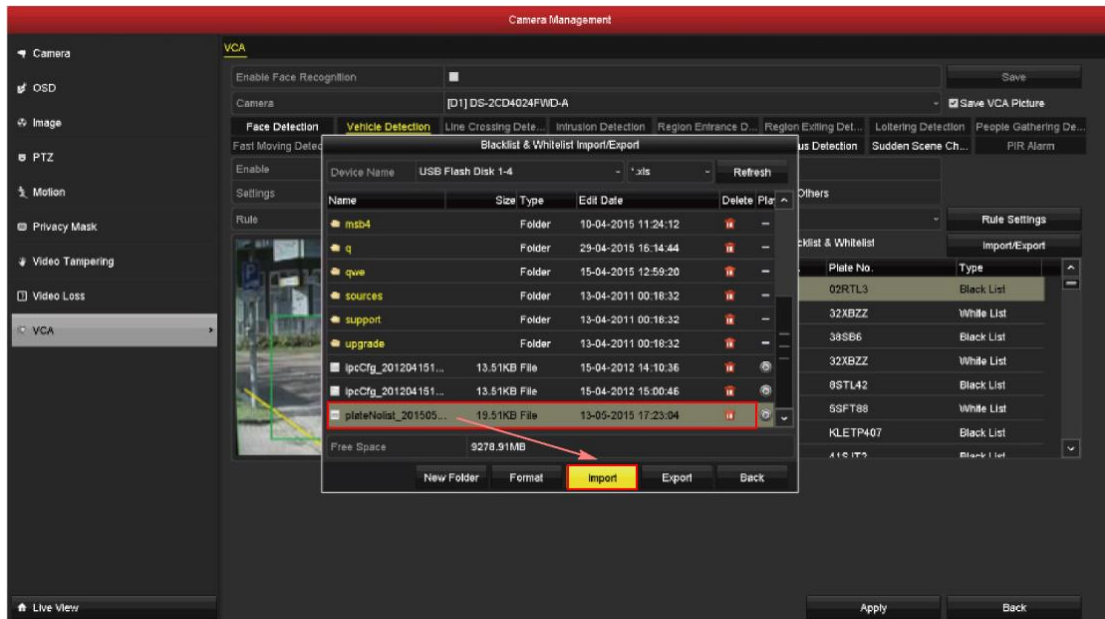 Camera Management
Camera
OSD
Image
PTZ
Motion
Privacy Mask
Video Tampering
Video Loss
VCA
Live View
VCA
Enable Face Recognition
Save
Camera [D1] DS-2CD4024FWD-A
Save VCA Picture
Face Detection Vehicle Detection Line Crossing Dete... Intrusion Detection Region Entrance D... Region Exiting Det... Loitering Detection People Gathering De...
Fast Moving Detec us Detection Sudden Scene Ch... PIR Alarm
Enable
Settings Others
Rule Rule Settings
cklist & Whitelist Import/Export
Plate No. Type
02RTL3 Black List
32XBZZ White List
38SB6 Black List
32XBZZ White List
8STL42 Black List
5SFT88 White List
KLETP407 Black List
Black List
Blacklist & Whitelist Import/Export
Device Name USB Flash Disk 1-4 *.xls Refresh
Name Size Type Edit Date Delete Play
msb4 Folder 10-04-2015 11:24:12
q Folder 29-04-2015 16:14:44
qwe Folder 15-04-2015 12:59:20
sources Folder 13-04-2011 00:18:32
support Folder 13-04-2011 00:18:32
upgrade Folder 13-04-2011 00:18:32
ipcCfg_201204151... 13.51KB File 15-04-2012 14:10:36
ipcCfg_201204151... 13.51KB File 15-04-2012 15:00:46
plateNolist_201505... 19.51KB File 13-05-2015 17:23:04
Free Space 9278.91MB
New Folder Format Import Export Back
Apply Back